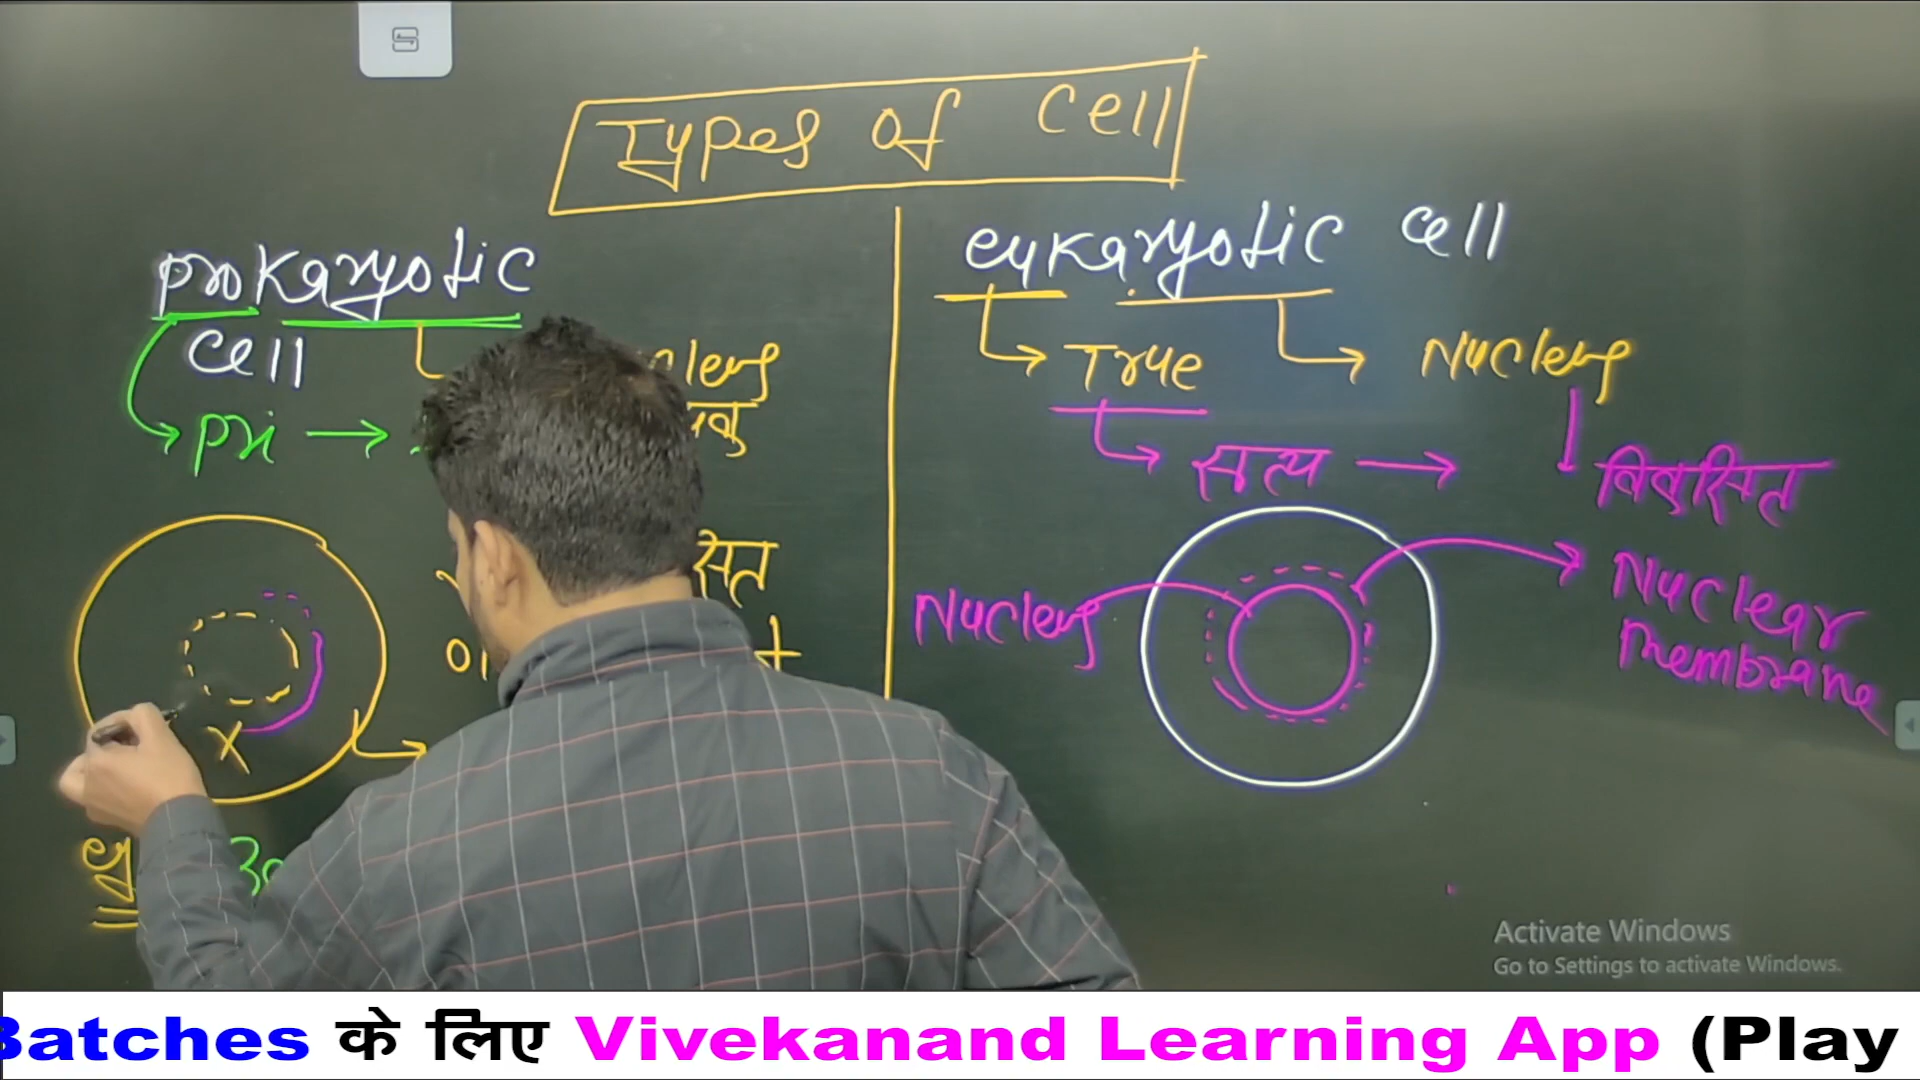 Types of Cell
prokaryotic
Cell
pri →
eukaryotic Cell
True
Nucleus
सत्य →
विकसित
Nucleus
Nuclear
membrane
X
Activate Windows
Go to Settings to activate Windows.
Batches के लिए Vivekanand Learning App (Play